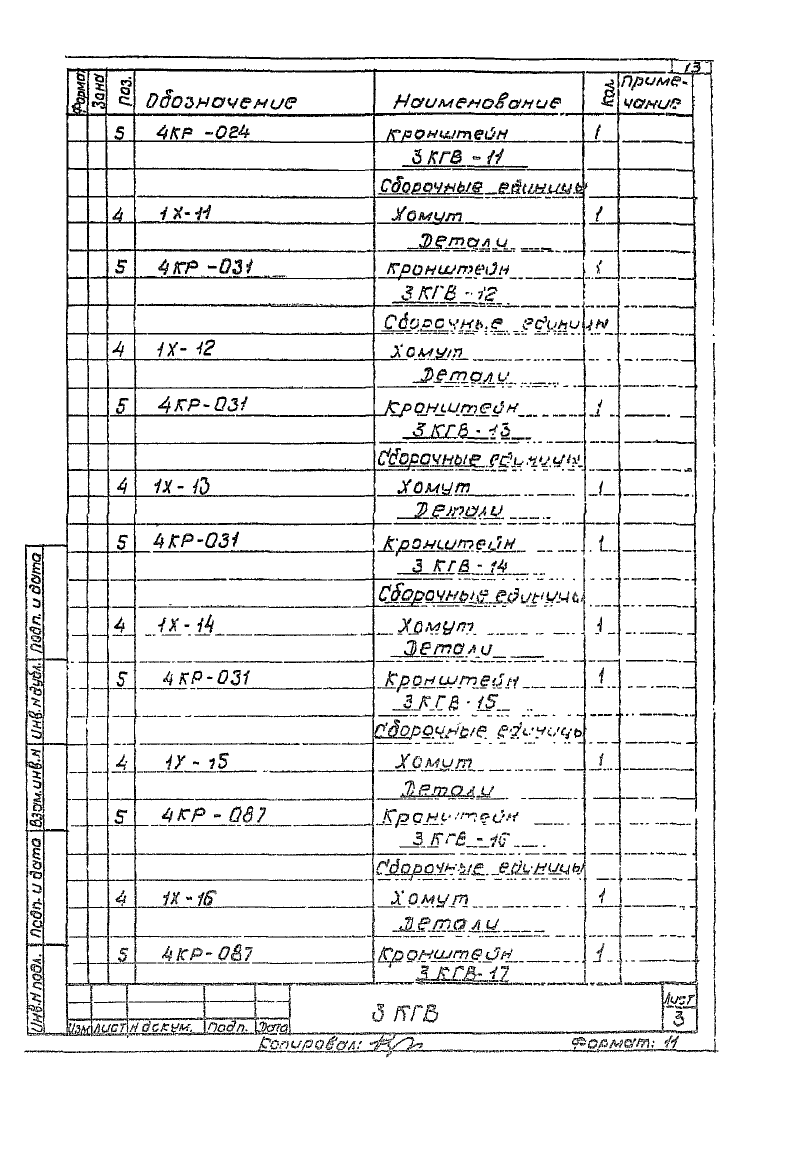 13
Формат Зона Поз. Обозначение Наименование Кол. Приме-
чание
5 4КР-024 Кронштейн 1
3 КГВ-11
Сборочные единицы
4 1Х-11 Хомут 1
Детали
5 4КР-031 Кронштейн 1
3 КГВ-12
Сборочные единицы
4 1Х-12 Хомут
Детали
5 4КР-031 Кронштейн 1
3 КГВ-13
Сборочные единицы
4 1Х-13 Хомут 1
Детали
5 4КР-031 Кронштейн 1
3 КГВ-14
Сборочные единицы
4 1Х-14 Хомут 1
Детали
5 4КР-031 Кронштейн 1
3 КГВ-15
Сборочные единицы
4 1Х-15 Хомут 1
Детали
5 4КР-087 Кронштейн
3 КГВ-16
Сборочные единицы
4 1Х-16 Хомут 1
Детали
5 4КР-087 Кронштейн 1
3 КГВ-17
Инв.N подл. Подп. и дата Взам.инв.N Инв.N дубл. Подп. и дата
Изм Лист N докум. Подп. Дата
3 КГВ
Лист
3
Копировал:
Формат: 11